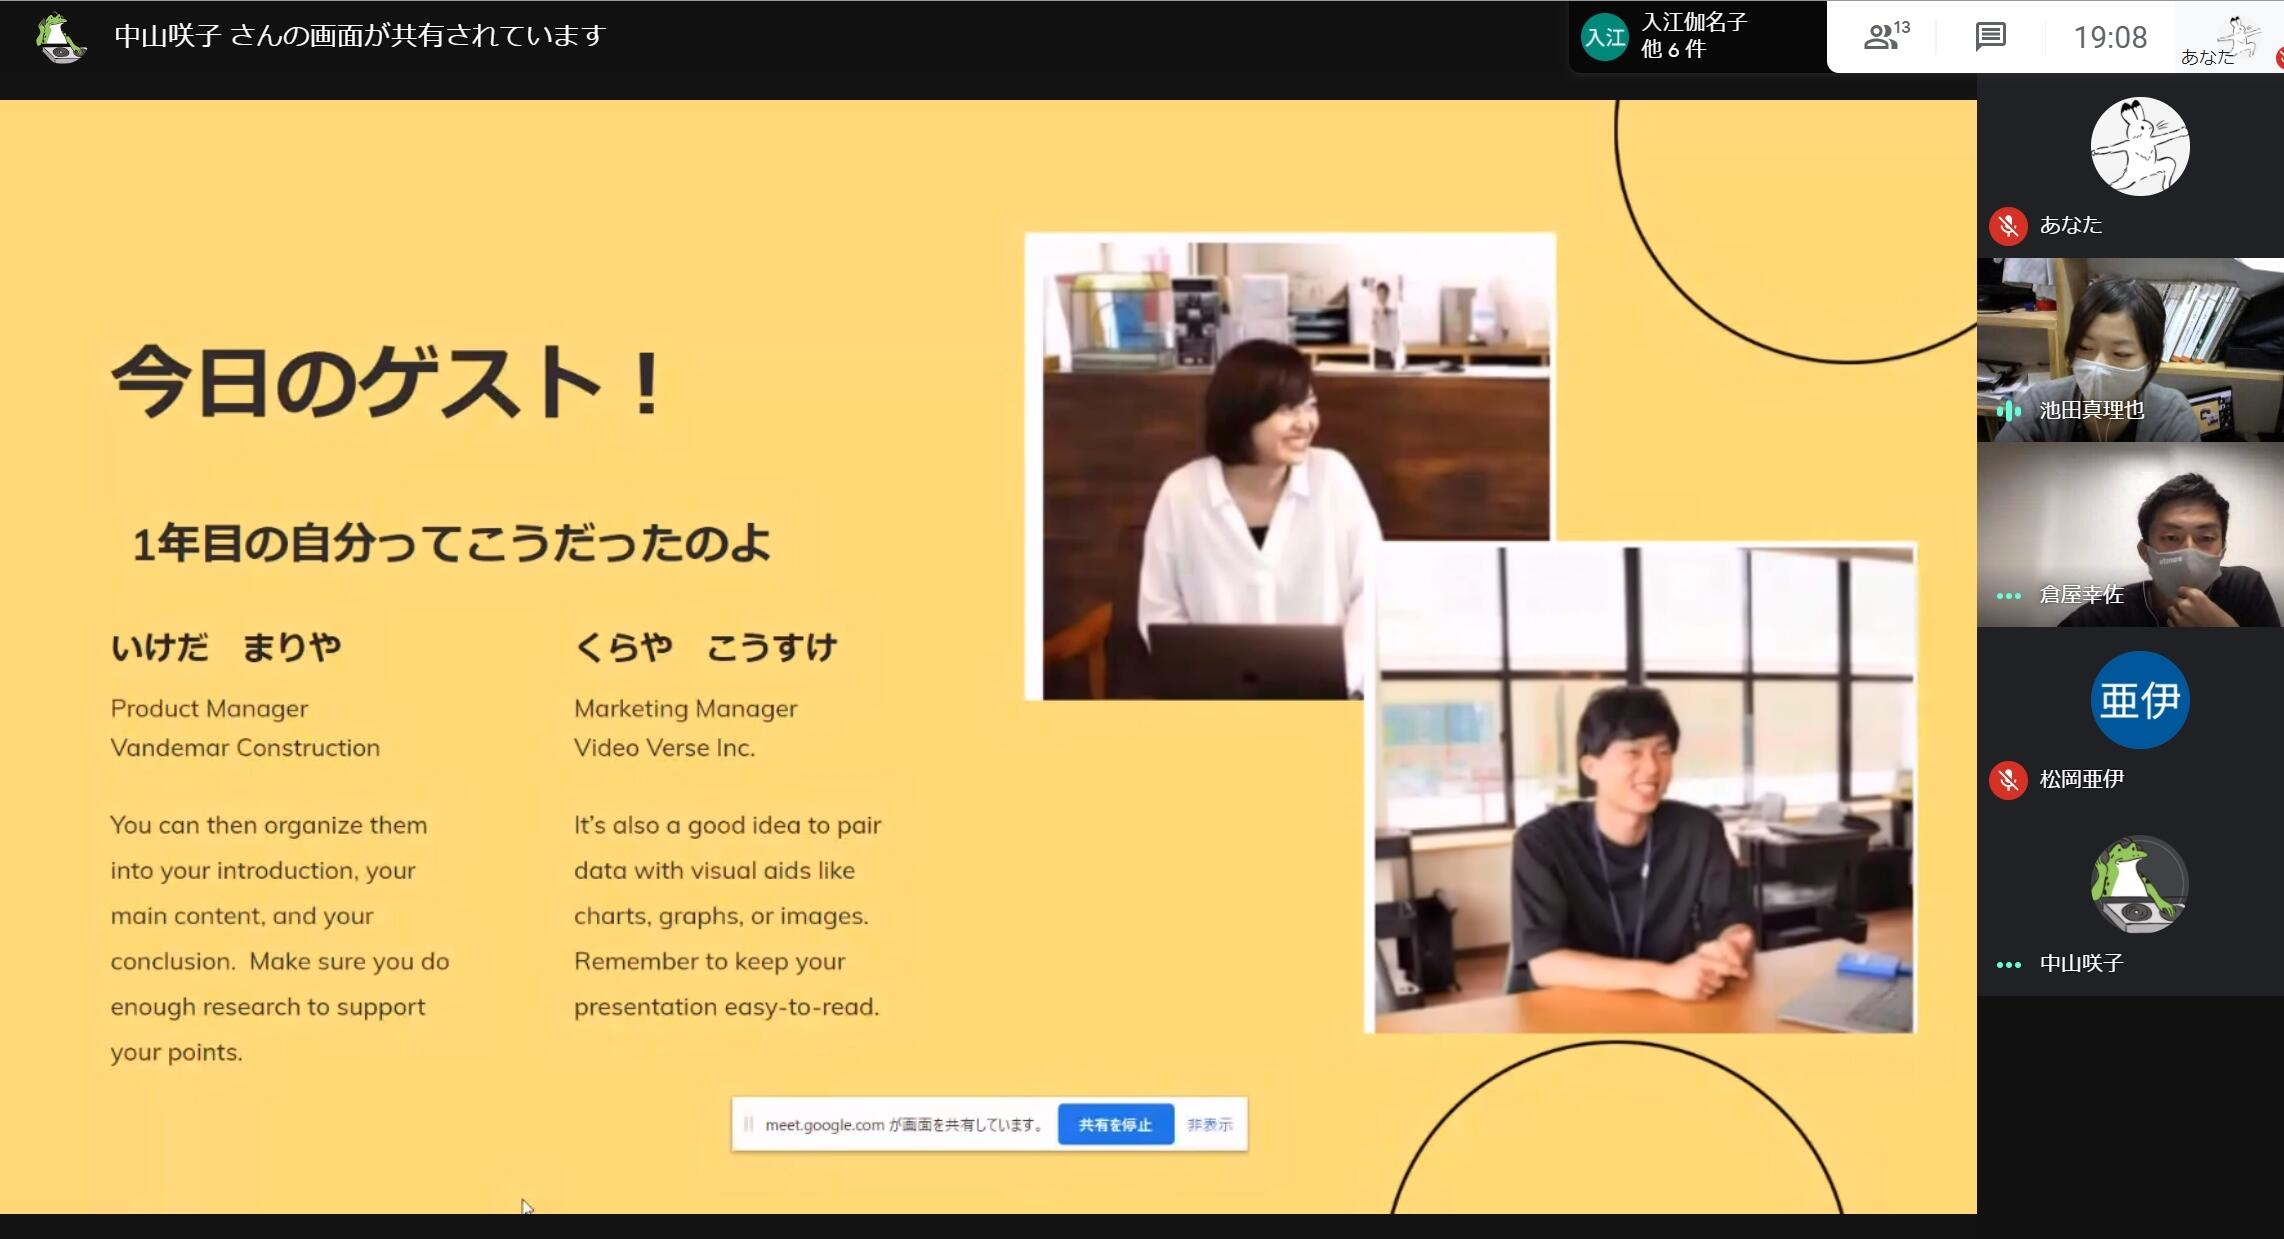 中山咲子 さんの画面が共有されています
入江
入江伽名子
他 6 件
13
19:08
あなた
今日のゲスト！
1年目の自分ってこうだったのよ
いけだ　まりや
Product Manager
Vandemar Construction
You can then organize them
into your introduction, your
main content, and your
conclusion.  Make sure you do
enough research to support
your points.
くらや　こうすけ
Marketing Manager
Video Verse Inc.
It's also a good idea to pair
data with visual aids like
charts, graphs, or images.
Remember to keep your
presentation easy-to-read.
meet.google.com が画面を共有しています。
共有を停止
非表示
あなた
池田真理也
倉屋幸佐
亜伊
松岡亜伊
中山咲子